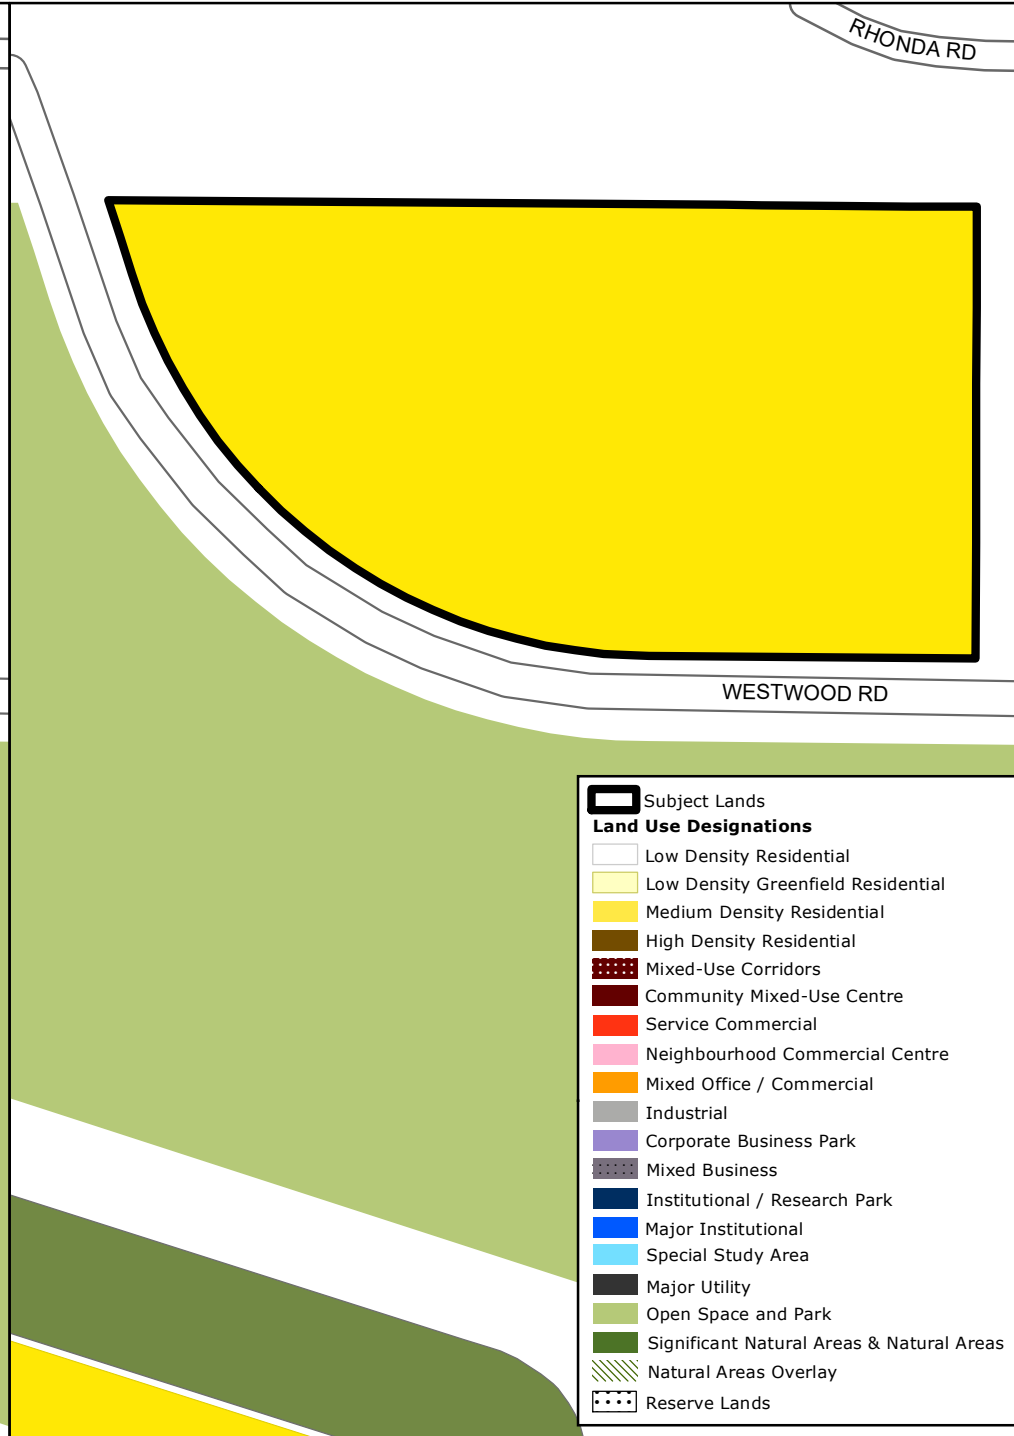 RHONDA RD
WESTWOOD RD
Subject Lands
Land Use Designations
Low Density Residential
Low Density Greenfield Residential
Medium Density Residential
High Density Residential
Mixed-Use Corridors
Community Mixed-Use Centre
Service Commercial
Neighbourhood Commercial Centre
Mixed Office / Commercial
Industrial
Corporate Business Park
Mixed Business
Institutional / Research Park
Major Institutional
Special Study Area
Major Utility
Open Space and Park
Significant Natural Areas & Natural Areas
Natural Areas Overlay
Reserve Lands